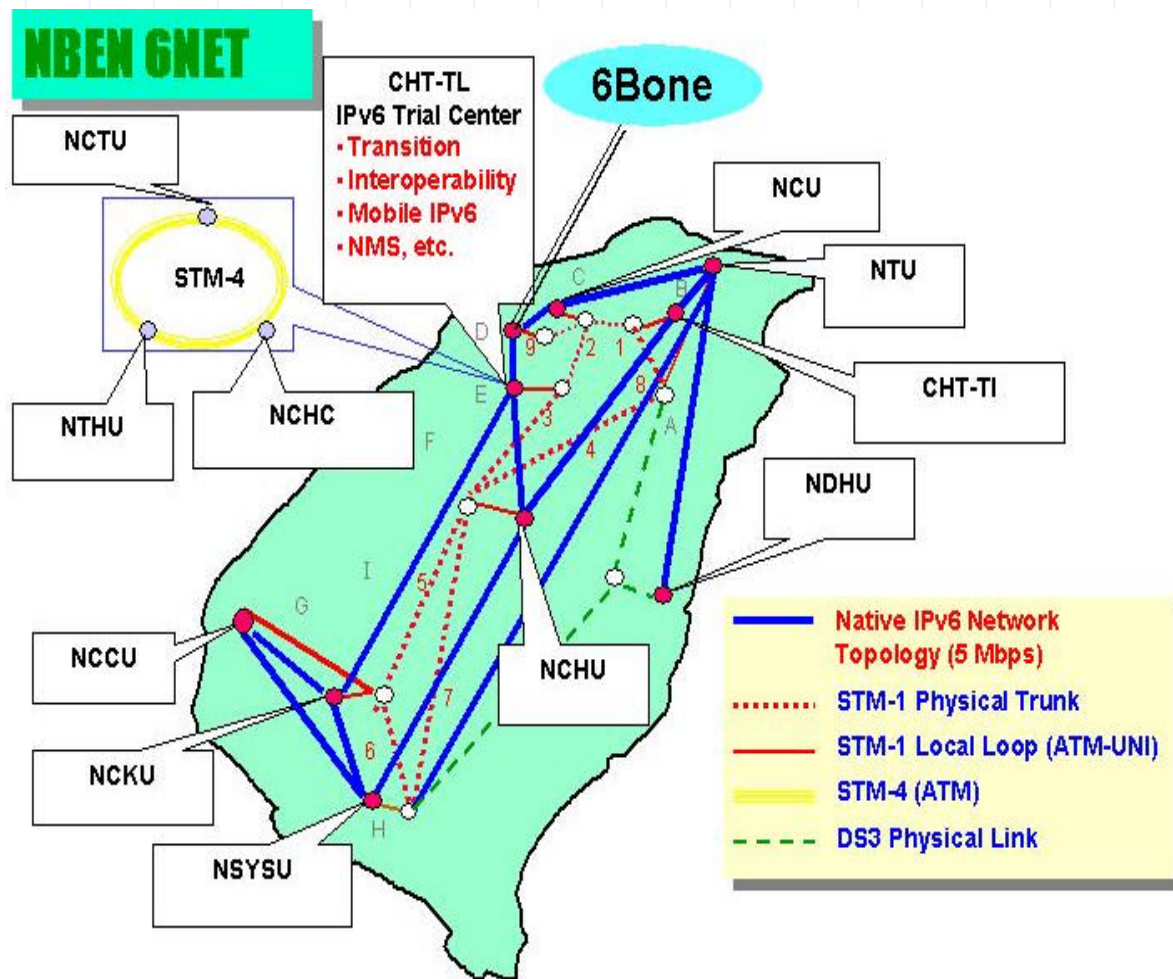 NBEN 6NET
CHT-TL
IPv6 Trial Center
· Transition
· Interoperability
· Mobile IPv6
· NMS, etc.
6Bone
NCTU
NCU
STM-4
NTU
C
B
D
9
2
1
E
8
CHT-TI
NTHU
NCHC
3
A
F
4
NDHU
I
5
G
NCCU
NCHU
7
NCKU
6
H
NSYSU
Native IPv6 Network
Topology (5 Mbps)
STM-1 Physical Trunk
STM-1 Local Loop (ATM-UNI)
STM-4 (ATM)
DS3 Physical Link